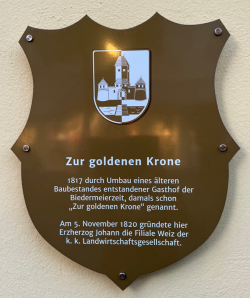 Zur goldenen Krone
1817 durch Umbau eines älteren
Baubestandes entstandener Gasthof der
Biedermeierzeit, damals schon
„Zur goldenen Krone" genannt.
Am 5. November 1820 gründete hier
Erzherzog Johann die Filiale Weiz der
k. k. Landwirtschaftsgesellschaft.